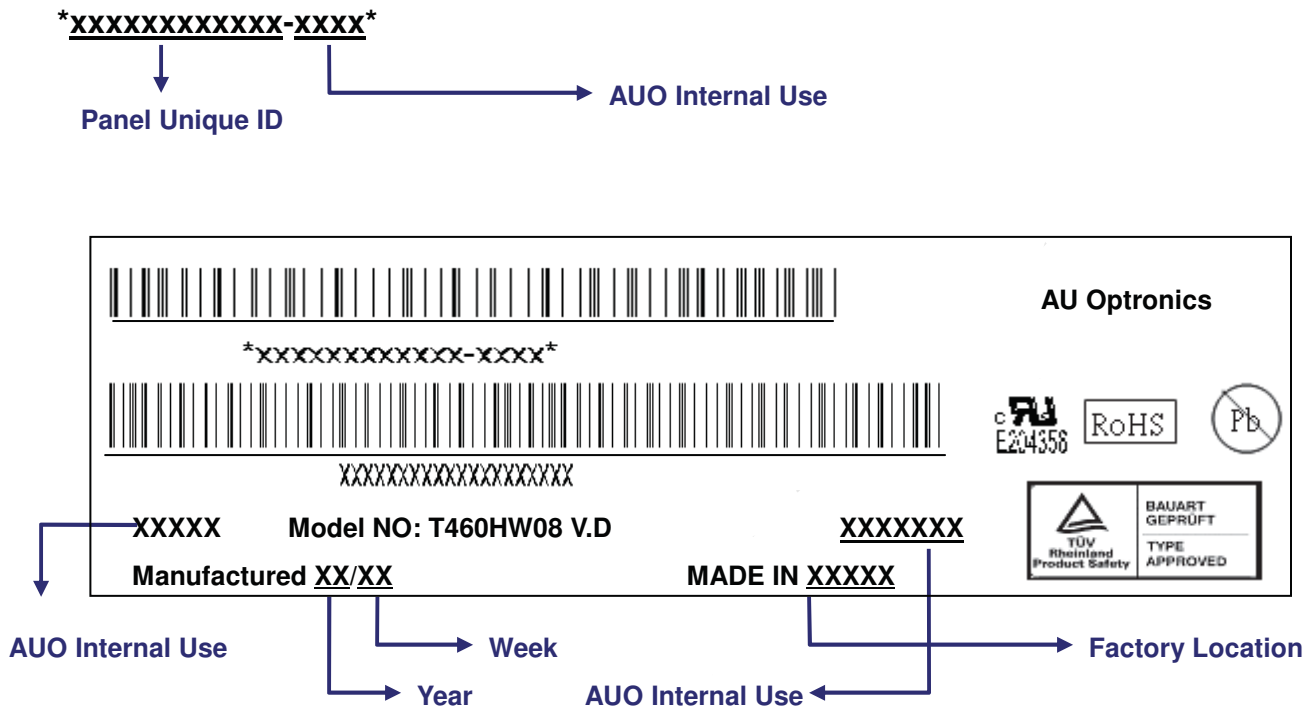 *xxxxxxxxxxxx-xxxx*
AUO Internal Use
Panel Unique ID
AU Optronics
*xxxxxxxxxxxx-xxxx*
c RU RoHS Pb
E204356
XXXXXXXXXXXXXXXXXXXX
XXXXX Model NO: T460HW08 V.D XXXXXXX
TÜV
Rheinland
Product Safety
BAUART
GEPRÜFT
TYPE
APPROVED
Manufactured XX/XX MADE IN XXXXX
AUO Internal Use Week Factory Location
Year AUO Internal Use